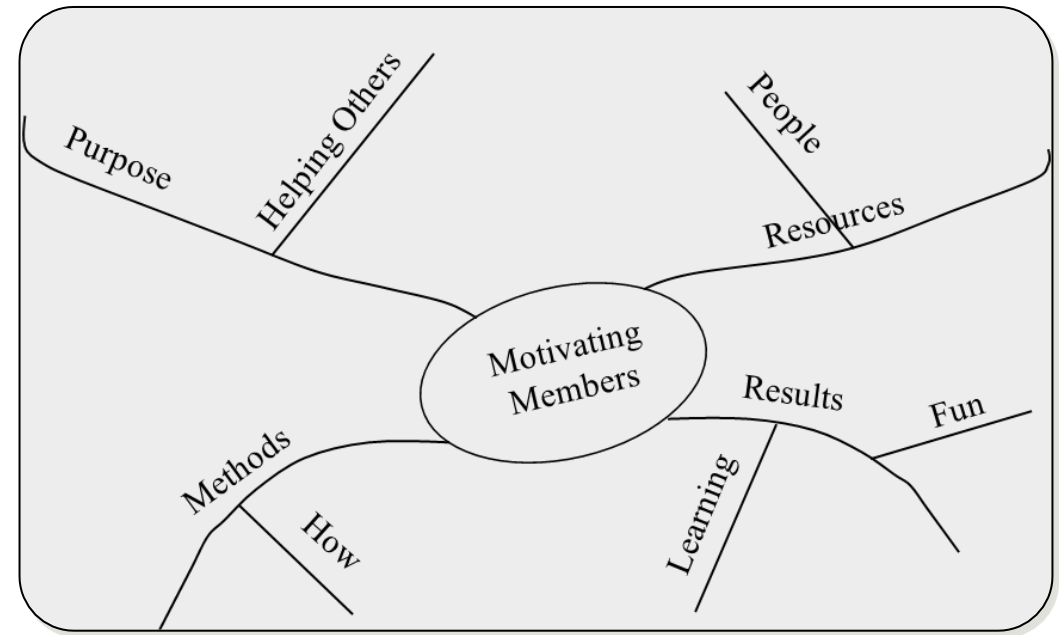 Purpose
Helping Others
People
Resources
Motivating
Members
Results
Fun
Learning
Methods
How